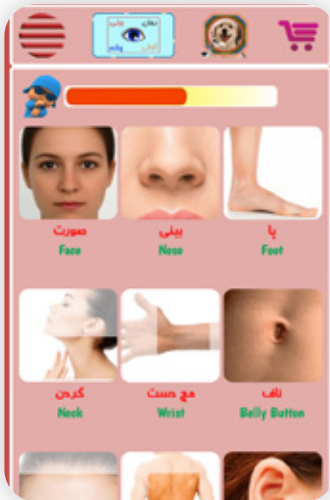 صورت
بینی
پا
Face
Nose
Foot
گردن
مچ دست
ناف
Neck
Wrist
Belly Button